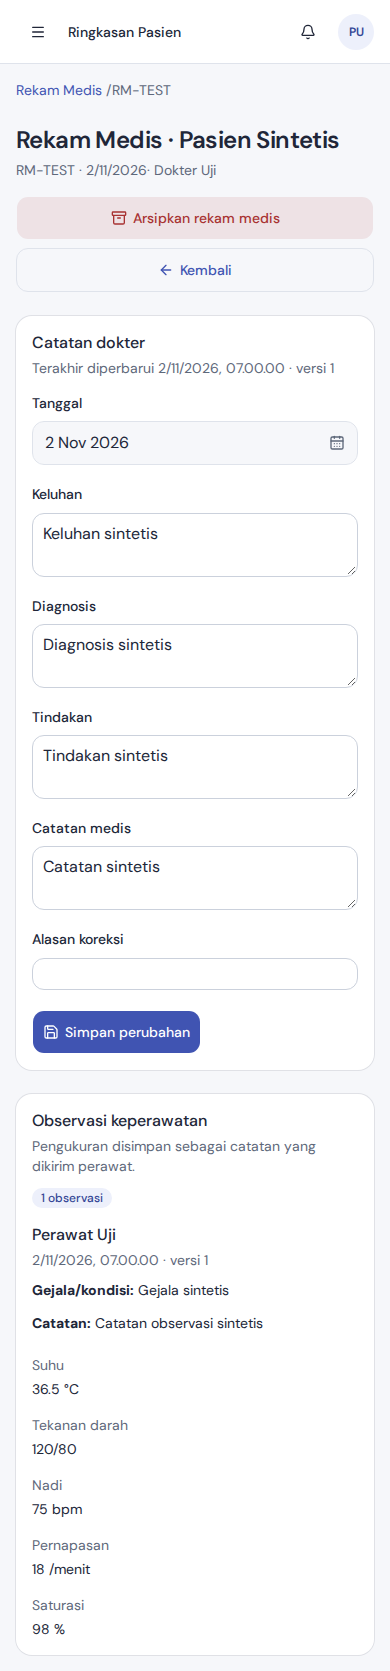 Ringkasan Pasien
PU
Rekam Medis /RM-TEST
Rekam Medis · Pasien Sintetis
RM-TEST · 2/11/2026· Dokter Uji
Arsipkan rekam medis
Kembali
Catatan dokter
Terakhir diperbarui 2/11/2026, 07.00.00 · versi 1
Tanggal
2 Nov 2026
Keluhan
Keluhan sintetis
Diagnosis
Diagnosis sintetis
Tindakan
Tindakan sintetis
Catatan medis
Catatan sintetis
Alasan koreksi
Simpan perubahan
Observasi keperawatan
Pengukuran disimpan sebagai catatan yang
dikirim perawat.
1 observasi
Perawat Uji
2/11/2026, 07.00.00 · versi 1
Gejala/kondisi: Gejala sintetis
Catatan: Catatan observasi sintetis
Suhu
36.5 °C
Tekanan darah
120/80
Nadi
75 bpm
Pernapasan
18 /menit
Saturasi
98 %